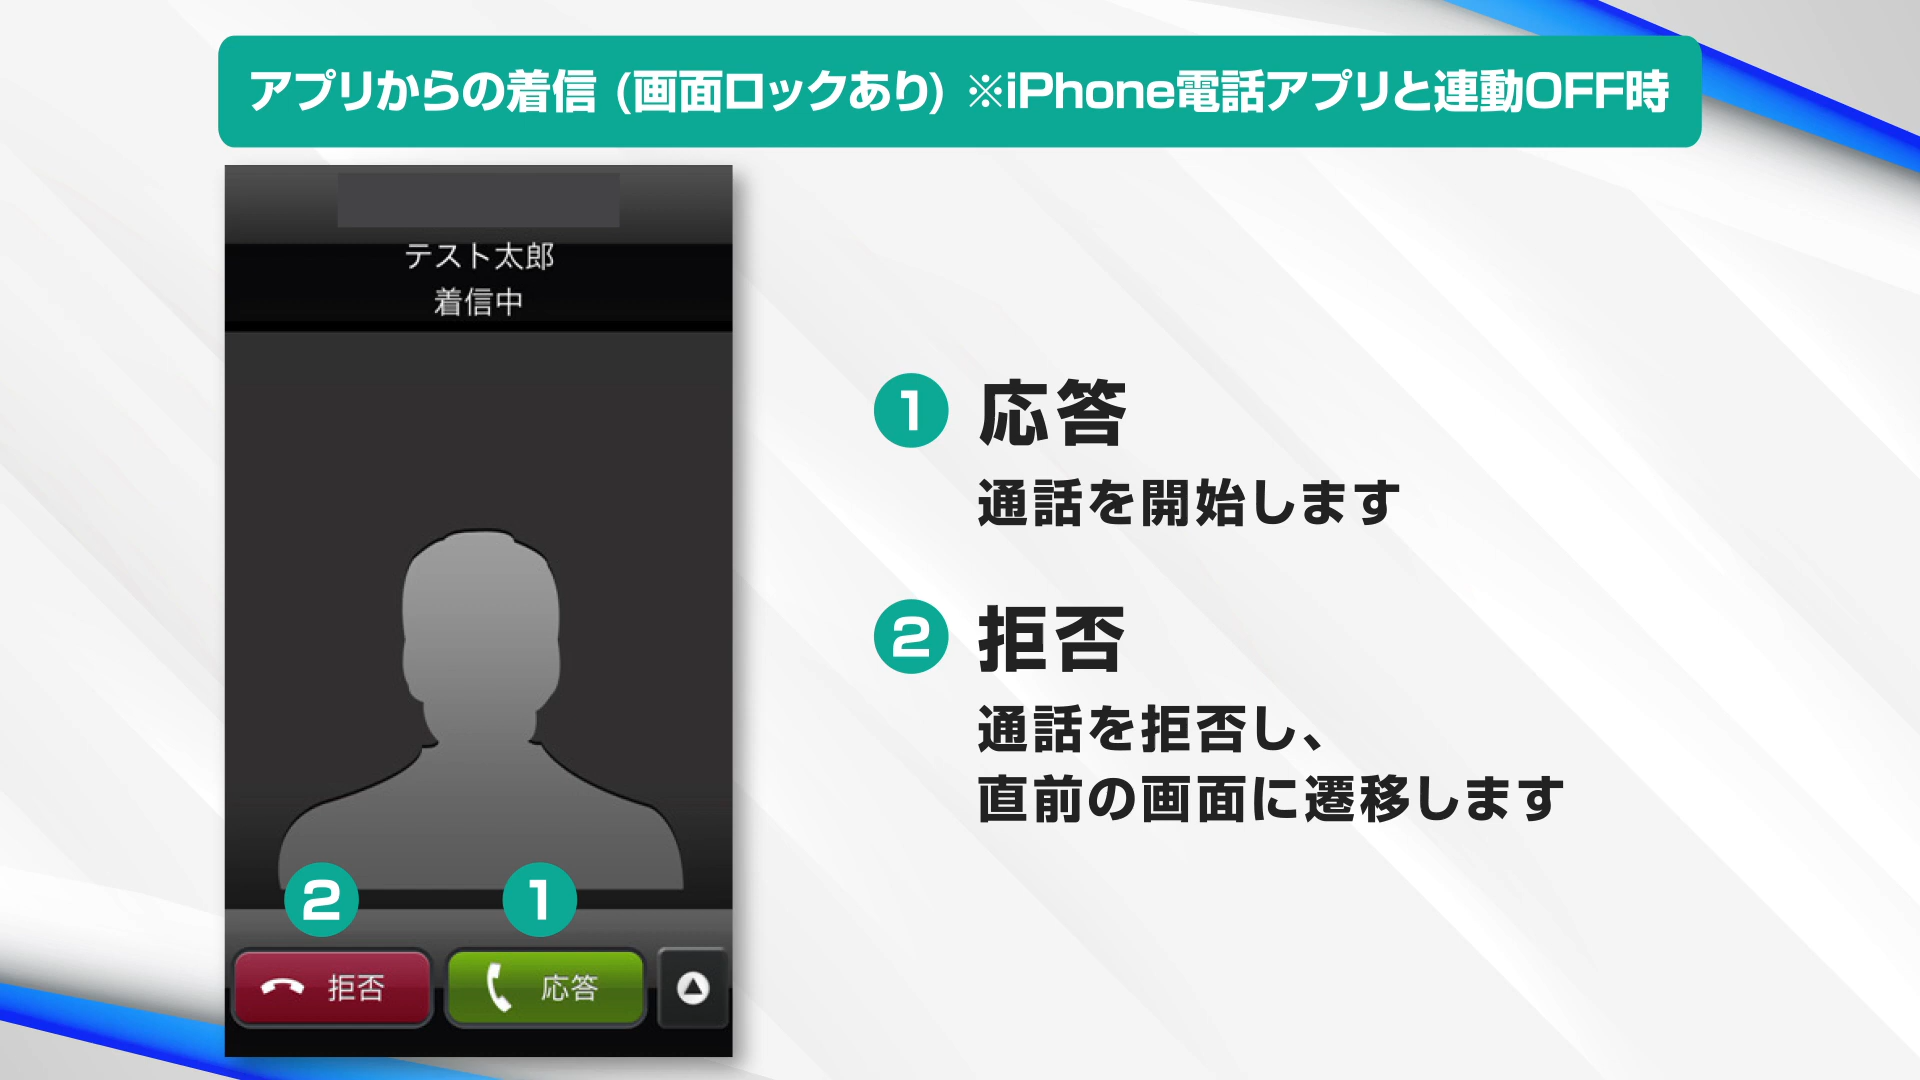 アプリからの着信 (画面ロックあり) ※iPhone電話アプリと連動OFF時
テスト太郎
着信中
2
1
拒否
応答
1 応答
通話を開始します
2 拒否
通話を拒否し、
直前の画面に遷移します